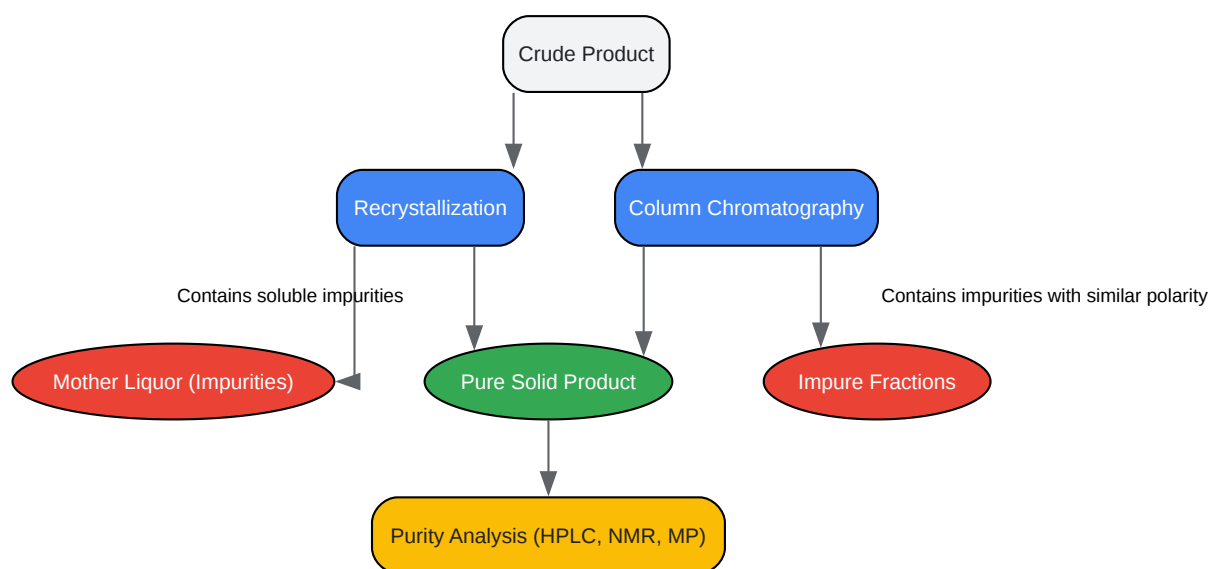 Crude Product
Recrystallization
Column Chromatography
Contains soluble impurities
Contains impurities with similar polarity
Mother Liquor (Impurities)
Pure Solid Product
Impure Fractions
Purity Analysis (HPLC, NMR, MP)